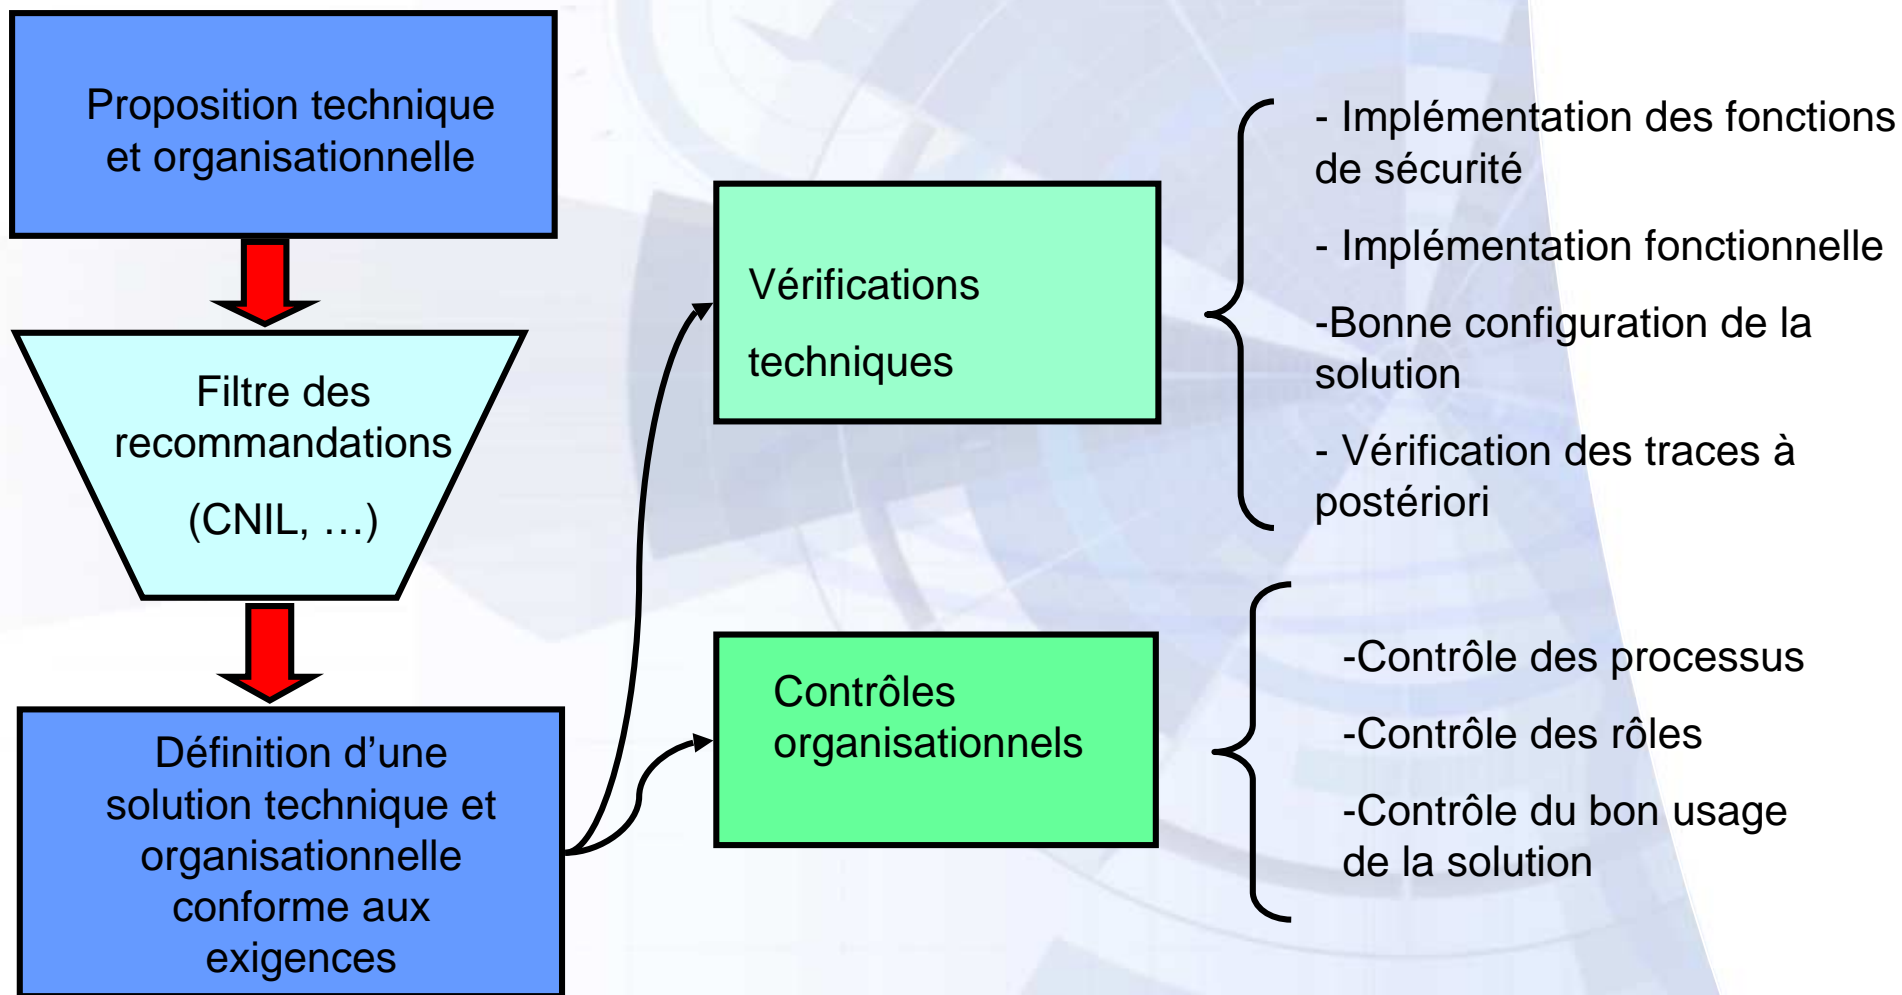 Proposition technique
et organisationnelle
Filtre des
recommandations
(CNIL, …)
Définition d’une
solution technique et
organisationnelle
conforme aux
exigences
Vérifications
techniques
- Implémentation des fonctions
de sécurité
- Implémentation fonctionnelle
-Bonne configuration de la
solution
- Vérification des traces à
postériori
Contrôles
organisationnels
-Contrôle des processus
-Contrôle des rôles
-Contrôle du bon usage
de la solution